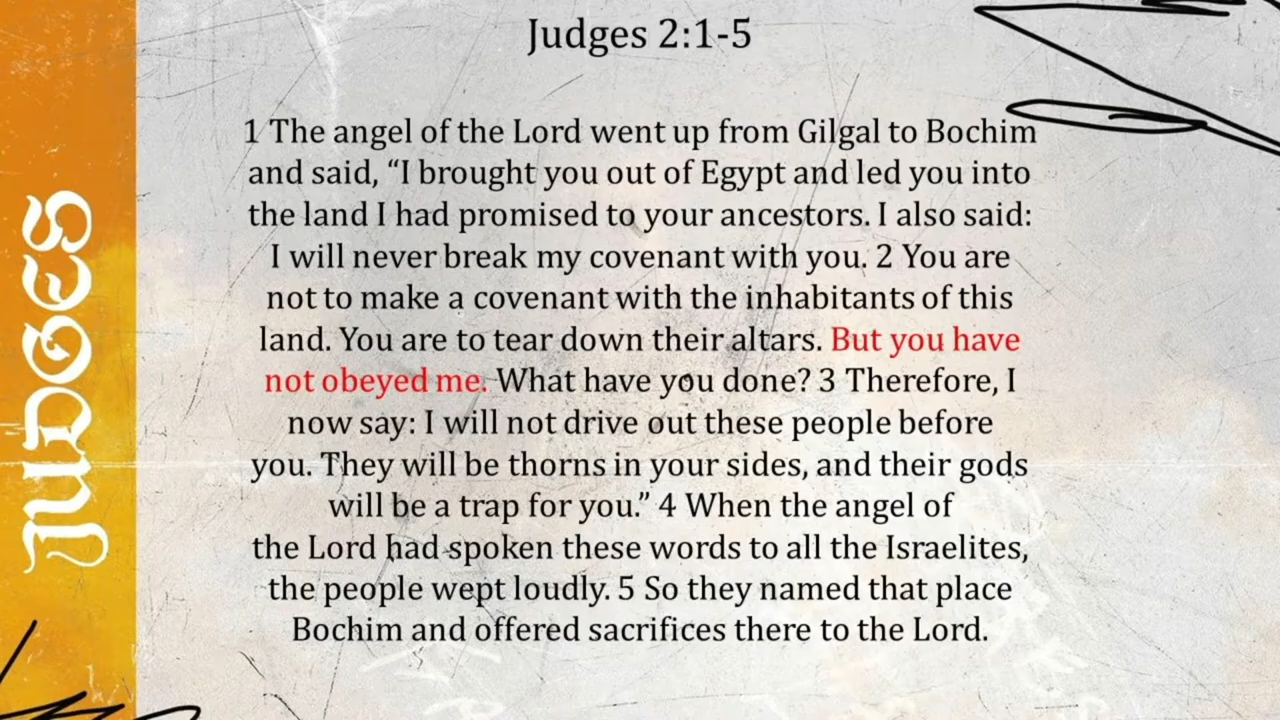 Judges 2:1-5
1 The angel of the Lord went up from Gilgal to Bochim
and said, “I brought you out of Egypt and led you into
the land I had promised to your ancestors. I also said:
I will never break my covenant with you. 2 You are
not to make a covenant with the inhabitants of this
land. You are to tear down their altars. But you have
not obeyed me. What have you done? 3 Therefore, I
now say: I will not drive out these people before
you. They will be thorns in your sides, and their gods
will be a trap for you.” 4 When the angel of
the Lord had spoken these words to all the Israelites,
the people wept loudly. 5 So they named that place
Bochim and offered sacrifices there to the Lord.
JUDGES